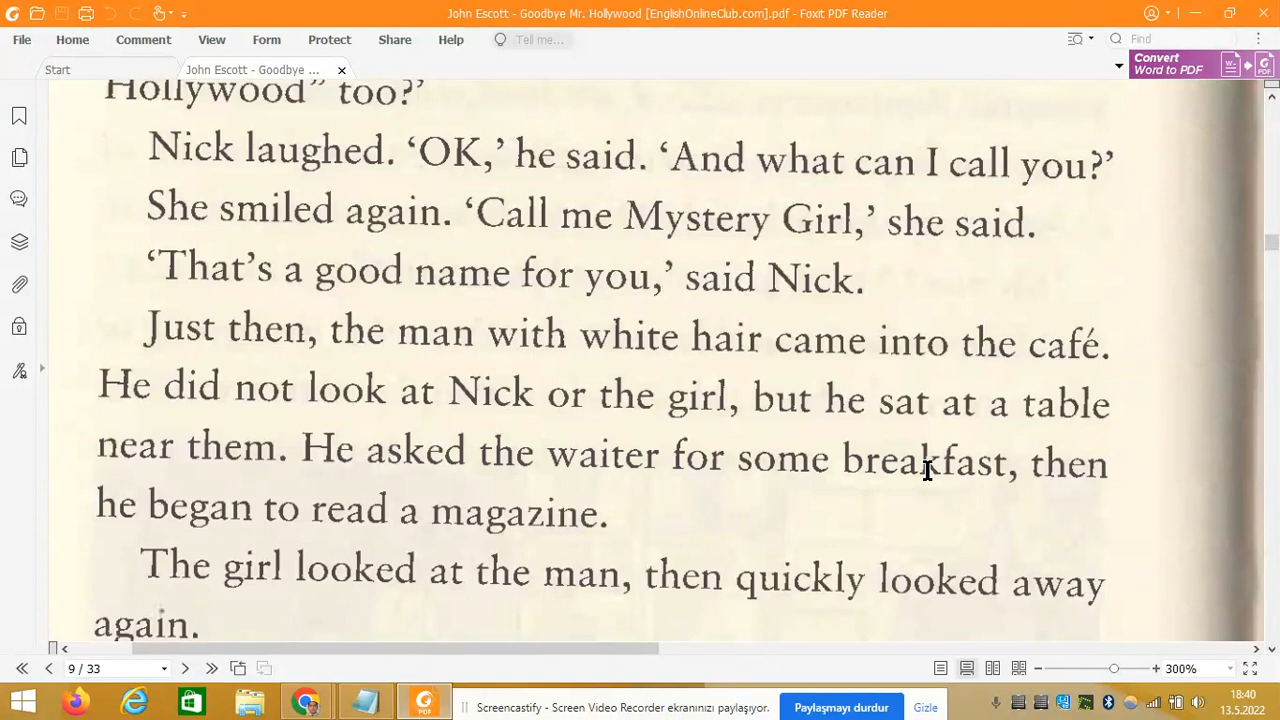 John Escott - Goodbye Mr. Hollywood [EnglishOnlineClub.com].pdf - Foxit PDF Reader
File Home Comment View Form Protect Share Help Tell me... Find
Start John Escott - Goodbye ... Convert Word to PDF
Hollywood” too?’
Nick laughed. ‘OK,’ he said. ‘And what can I call you?’
She smiled again. ‘Call me Mystery Girl,’ she said.
‘That’s a good name for you,’ said Nick.
Just then, the man with white hair came into the café.
He did not look at Nick or the girl, but he sat at a table
near them. He asked the waiter for some breakfast, then
he began to read a magazine.
The girl looked at the man, then quickly looked away
again.
9 / 33 300%
Screencastify - Screen Video Recorder ekranınızı paylaşıyor. Paylaşmayı durdur Gizle
18:40
13.5.2022